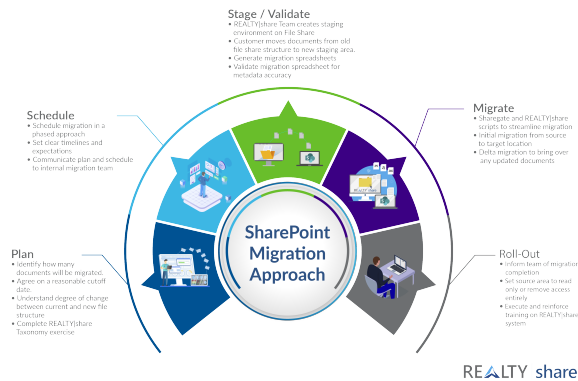 Stage / Validate
• REALTY|share Team creates staging
environment on File Share
• Customer moves documents from old
file share structure to new staging area.
• Generate migration spreadsheets
• Validate migration spreadsheet for
metadata accuracy
Schedule
• Schedule migration in a
phased approach
• Set clear timelines and
expectations
• Communicate plan and schedule
to internal migration team
Migrate
• Sharegate and REALTY|share
scripts to streamline migration
• Initial migration from source
to target location
• Delta migration to bring over
any updated documents
Plan
• Identify how many
documents will be migrated.
• Agree on a reasonable cutoff
date
• Understand degree of change
between current and new file
structure
• Complete REALTY|share
Taxonomy exercise
SharePoint
Migration
Approach
Roll-Out
• Inform team of migration
completion
• Set source area to read
only or remove access
entirely
• Execute and reinforce
training on REALTY|share
system
REALTY share